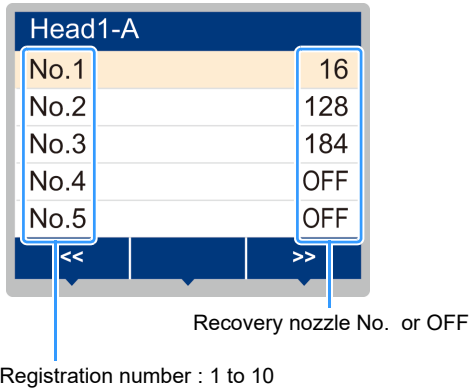 Head1-A
No.1 16
No.2 128
No.3 184
No.4 OFF
No.5 OFF
<< >>
Recovery nozzle No. or OFF
Registration number : 1 to 10